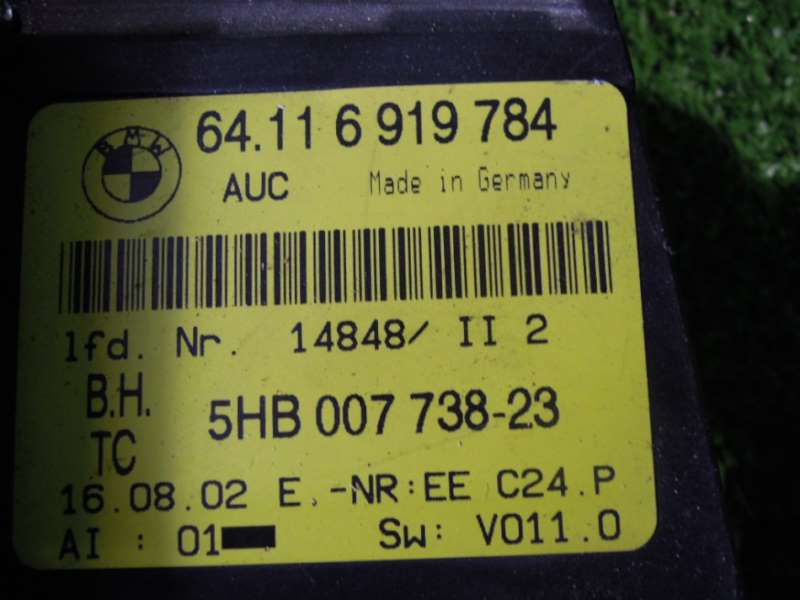 64.11 6 919 784
BMW
AUC Made in Germany
lfd. Nr. 14848/ II 2
B.H. 5HB 007 738-23
TC
16.08.02 E.-NR:EE C24.P
AI : 01 Sw: V011.0